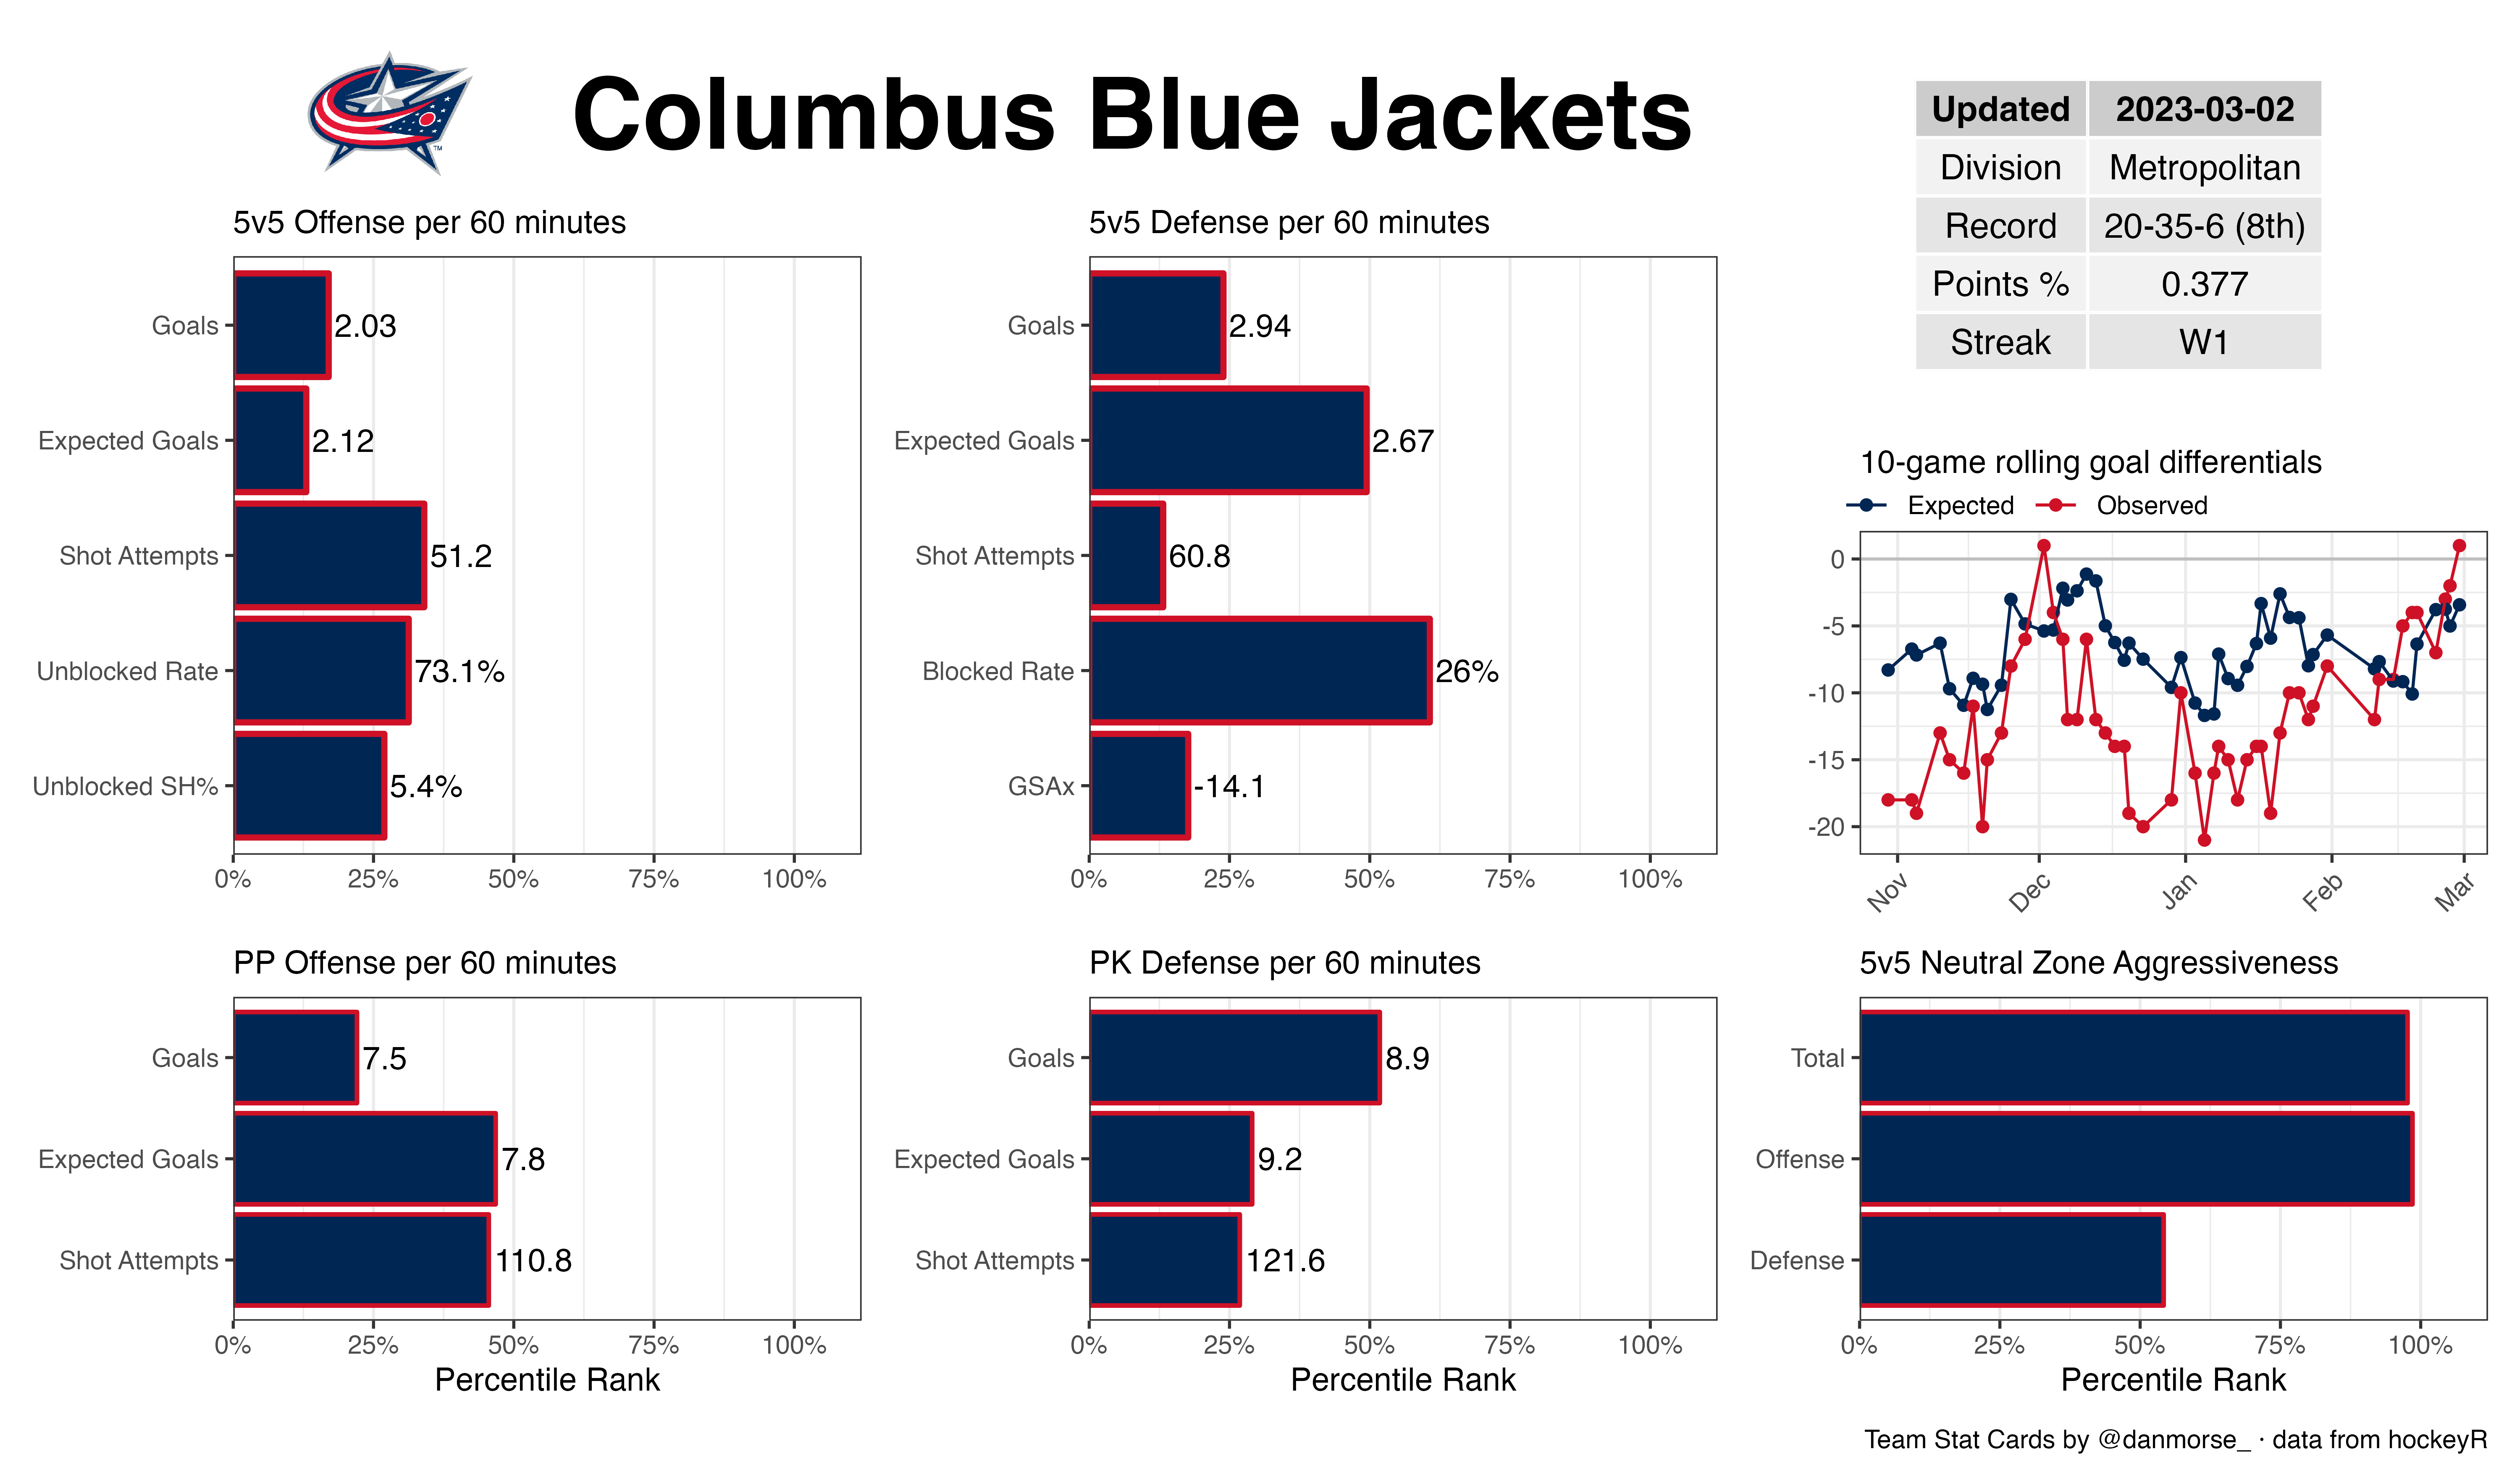 Columbus Blue Jackets
TM
Updated 2023-03-02
Division Metropolitan
Record 20-35-6 (8th)
Points % 0.377
Streak W1
5v5 Offense per 60 minutes
Goals 2.03
Expected Goals 2.12
Shot Attempts 51.2
Unblocked Rate 73.1%
Unblocked SH% 5.4%
0% 25% 50% 75% 100%
5v5 Defense per 60 minutes
Goals 2.94
Expected Goals 2.67
Shot Attempts 60.8
Blocked Rate 26%
GSAx -14.1
0% 25% 50% 75% 100%
10-game rolling goal differentials
Expected Observed
0
-5
-10
-15
-20
Nov Dec Jan Feb Mar
PP Offense per 60 minutes
Goals 7.5
Expected Goals 7.8
Shot Attempts 110.8
0% 25% 50% 75% 100%
Percentile Rank
PK Defense per 60 minutes
Goals 8.9
Expected Goals 9.2
Shot Attempts 121.6
0% 25% 50% 75% 100%
Percentile Rank
5v5 Neutral Zone Aggressiveness
Total
Offense
Defense
0% 25% 50% 75% 100%
Percentile Rank
Team Stat Cards by @danmorse_ · data from hockeyR